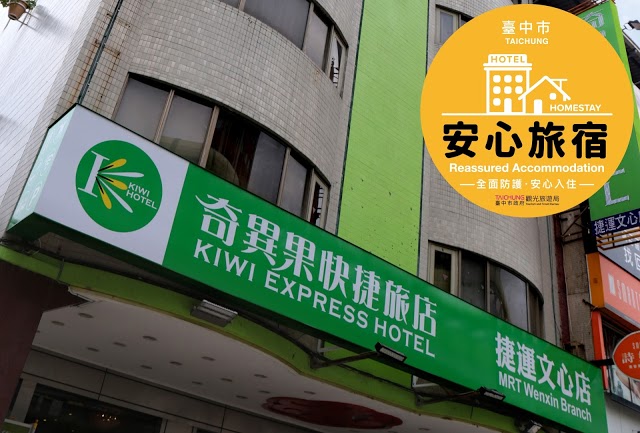 臺中市
TAICHUNG
HOTEL
HOMESTAY
安心旅宿
Reassured Accommodation
全面防護・安心入住
TAICHUNG
臺中市政府
觀光旅遊局
KIWI
HOTEL
奇異果快捷旅店
KIWI EXPRESS HOTEL
捷運文心店
MRT Wenxin Branch
捷運文心